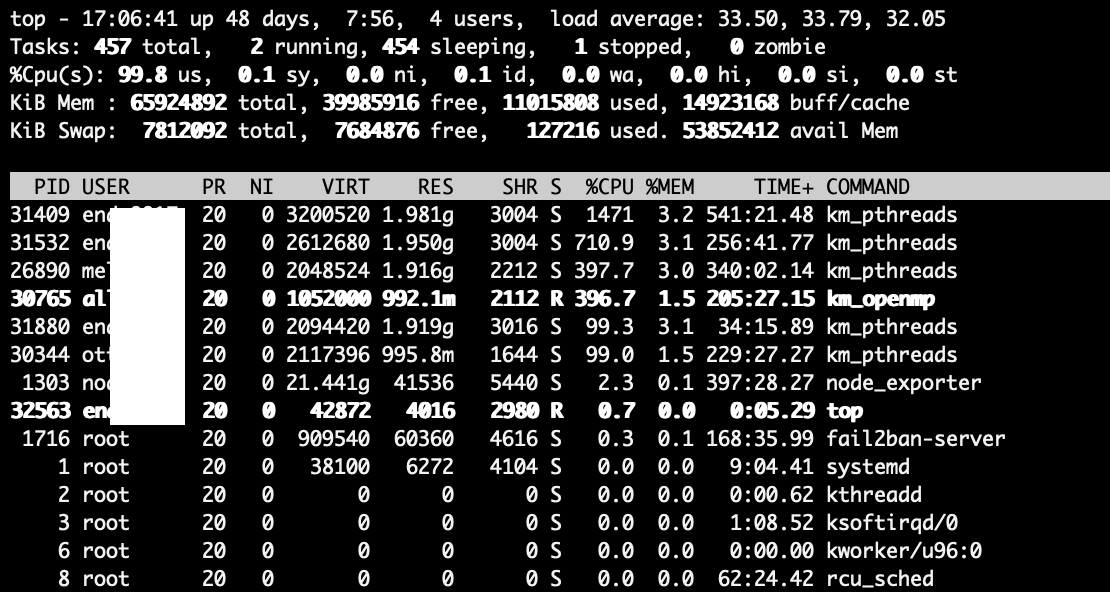 top - 17:06:41 up 48 days,  7:56,  4 users,  load average: 33.50, 33.79, 32.05
Tasks: 457 total,   2 running, 454 sleeping,   1 stopped,   0 zombie
%Cpu(s): 99.8 us,  0.1 sy,  0.0 ni,  0.1 id,  0.0 wa,  0.0 hi,  0.0 si,  0.0 st
KiB Mem : 65924892 total, 39985916 free, 11015808 used, 14923168 buff/cache
KiB Swap:  7812092 total,  7684876 free,   127216 used. 53852412 avail Mem
  PID USER      PR  NI    VIRT    RES    SHR S  %CPU %MEM     TIME+ COMMAND
31409 en 20   0 3200520 1.981g   3004 S  1471  3.2 541:21.48 km_pthreads
31532 en 20   0 2612680 1.950g   3004 S 710.9  3.1 256:41.77 km_pthreads
26890 me 20   0 2048524 1.916g   2212 S 397.7  3.0 340:02.14 km_pthreads
30765 al 20   0 1052000 992.1m   2112 R 396.7  1.5 205:27.15 km_openmp
31880 en 20   0 2094420 1.919g   3016 S  99.3  3.1  34:15.89 km_pthreads
30344 ot 20   0 2117396 995.8m   1644 S  99.0  1.5 229:27.27 km_pthreads
 1303 no 20   0 21.441g  41536   5440 S   2.3  0.1 397:28.27 node_exporter
32563 en 20   0   42872   4016   2980 R   0.7  0.0   0:05.29 top
 1716 root      20   0  909540  60360   4616 S   0.3  0.1 168:35.99 fail2ban-server
    1 root      20   0   38100   6272   4104 S   0.0  0.0   9:04.41 systemd
    2 root      20   0       0      0      0 S   0.0  0.0   0:00.62 kthreadd
    3 root      20   0       0      0      0 S   0.0  0.0   1:08.52 ksoftirqd/0
    6 root      20   0       0      0      0 S   0.0  0.0   0:00.00 kworker/u96:0
    8 root      20   0       0      0      0 S   0.0  0.0  62:24.42 rcu_sched